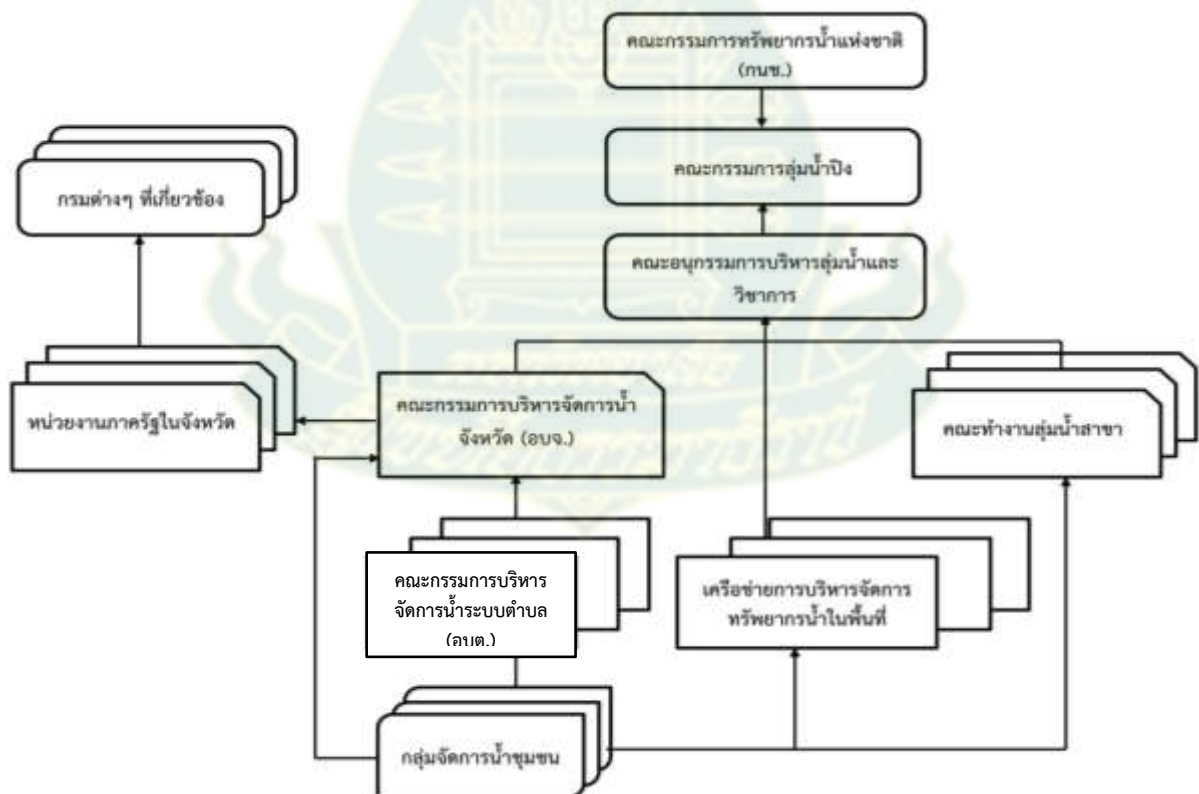 คณะกรรมการทรัพยากรน้ำแห่งชาติ
(กนช.)
คณะกรรมการลุ่มน้ำปิง
กรมต่างๆ ที่เกี่ยวข้อง
คณะอนุกรรมการบริหารลุ่มน้ำและ
วิชาการ
หน่วยงานภาครัฐในจังหวัด
คณะกรรมการบริหารจัดการน้ำ
จังหวัด (อบจ.)
คณะทำงานลุ่มน้ำสาขา
คณะกรรมการบริหาร
จัดการน้ำระบบตำบล
(อบต.)
เครือข่ายการบริหารจัดการ
ทรัพยากรน้ำในพื้นที่
กลุ่มจัดการน้ำชุมชน